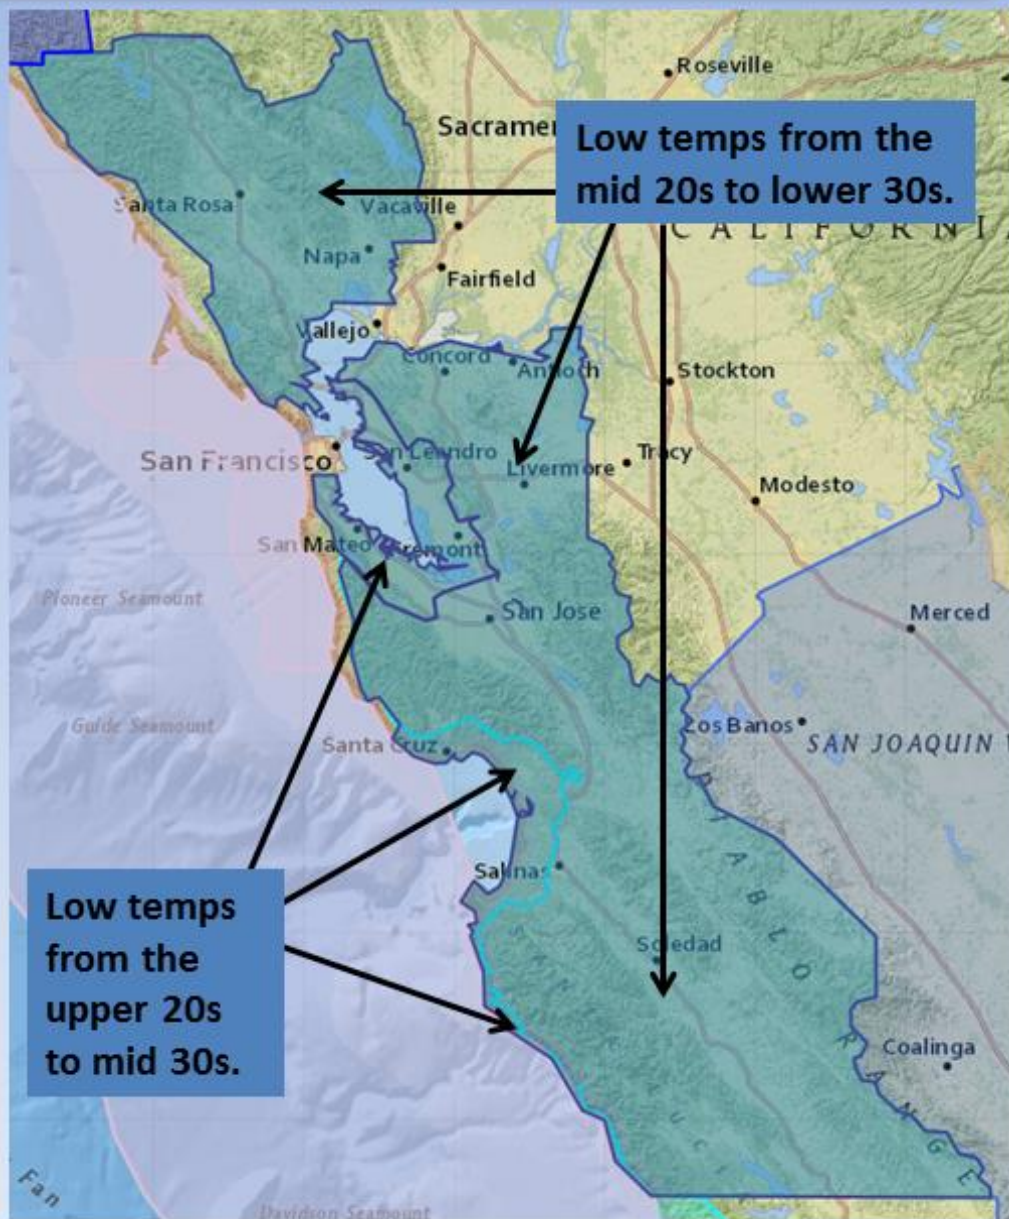 Roseville
Sacramen
Low temps from the
mid 20s to lower 30s.
Santa Rosa
Vacaville
CALIFORNIA
Napa
Fairfield
Vallejo
Concord
Antioch
Stockton
San Francisco
San Leandro
Livermore
Tracy
Modesto
San Mateo
Fremont
Pioneer Seamount
San Jose
Merced
Guide Seamount
Santa Cruz
Los Banos
SAN JOAQUIN V
DIABLO RANGE
Salinas
Low temps
from the
upper 20s
to mid 30s.
Soledad
Coalinga
Fan
Davidson Seamount